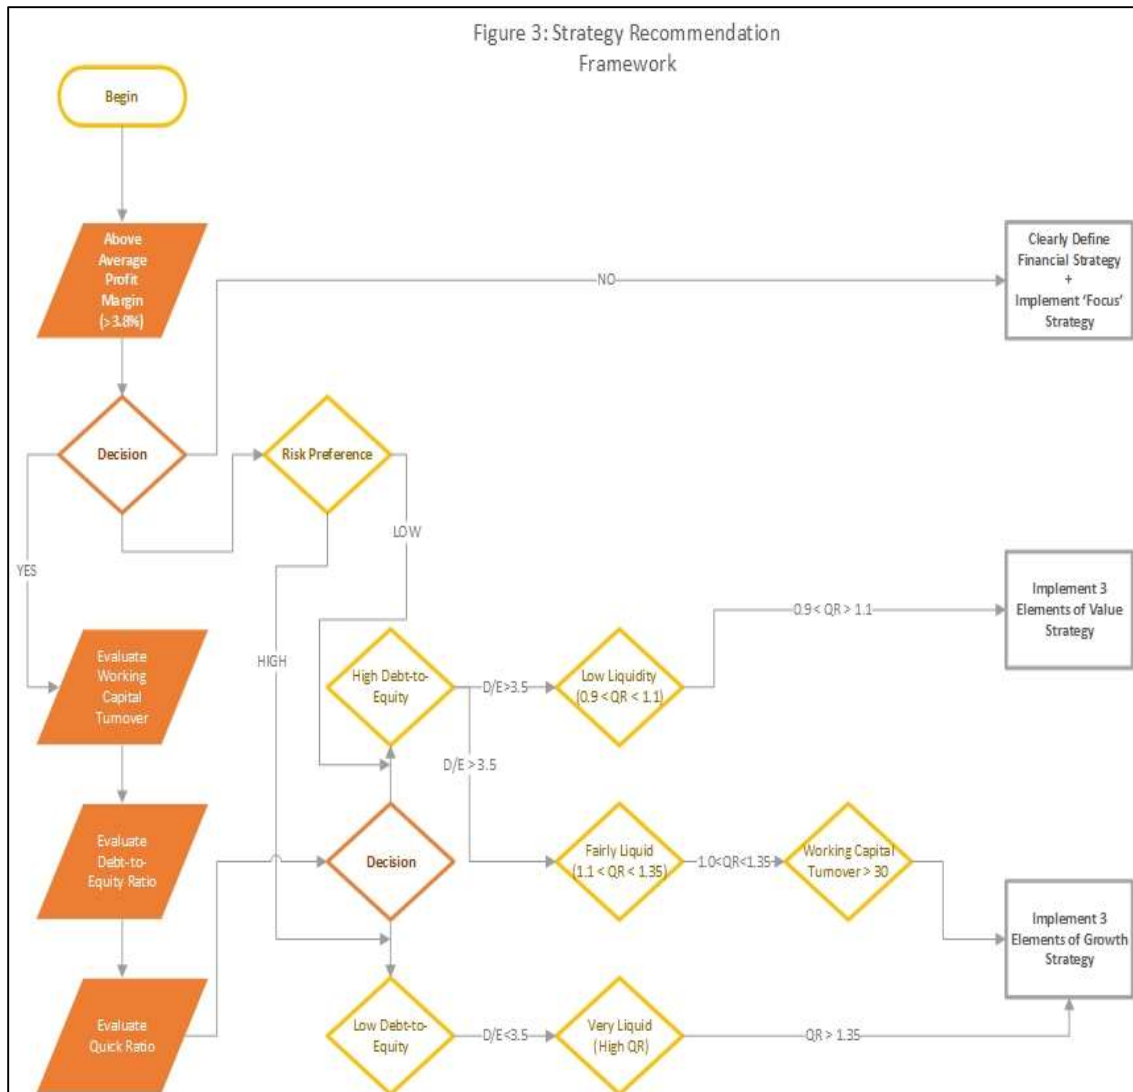 Figure 3: Strategy Recommendation
Framework
Begin
Above
Average
Profit
Margin
(>3.8%)
NO
Clearly Define
Financial Strategy
+
Implement ‘Focus’
Strategy
Decision
Risk Preference
LOW
YES
HIGH
Evaluate
Working
Capital
Turnover
High Debt-to-
Equity
D/E>3.5
Low Liquidity
(0.9 < QR < 1.1)
0.9 < QR > 1.1
Implement 3
Elements of Value
Strategy
D/E > 3.5
Evaluate
Debt-to-
Equity Ratio
Decision
Fairly Liquid
(1.1 < QR < 1.35)
1.0<QR<1.35
Working Capital
Turnover > 30
Implement 3
Elements of Growth
Strategy
Evaluate
Quick Ratio
Low Debt-to-
Equity
D/E<3.5
Very Liquid
(High QR)
QR > 1.35